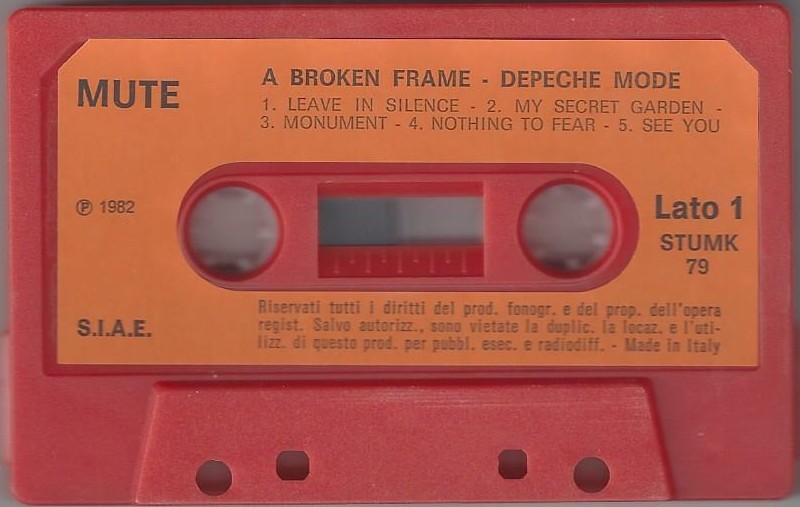 MUTE
A BROKEN FRAME - DEPECHE MODE
1. LEAVE IN SILENCE - 2. MY SECRET GARDEN -
3. MONUMENT - 4. NOTHING TO FEAR - 5. SEE YOU
℗ 1982
Lato 1
STUMK
79
S.I.A.E.
Riservati tutti i diritti del prod. fonogr. e del prop. dell'opera
regist. Salvo autorizz., sono vietate la duplic. la locaz. e l'uti-
lizz. di questo prod. per pubbl. esec. e radiodiff. - Made in Italy